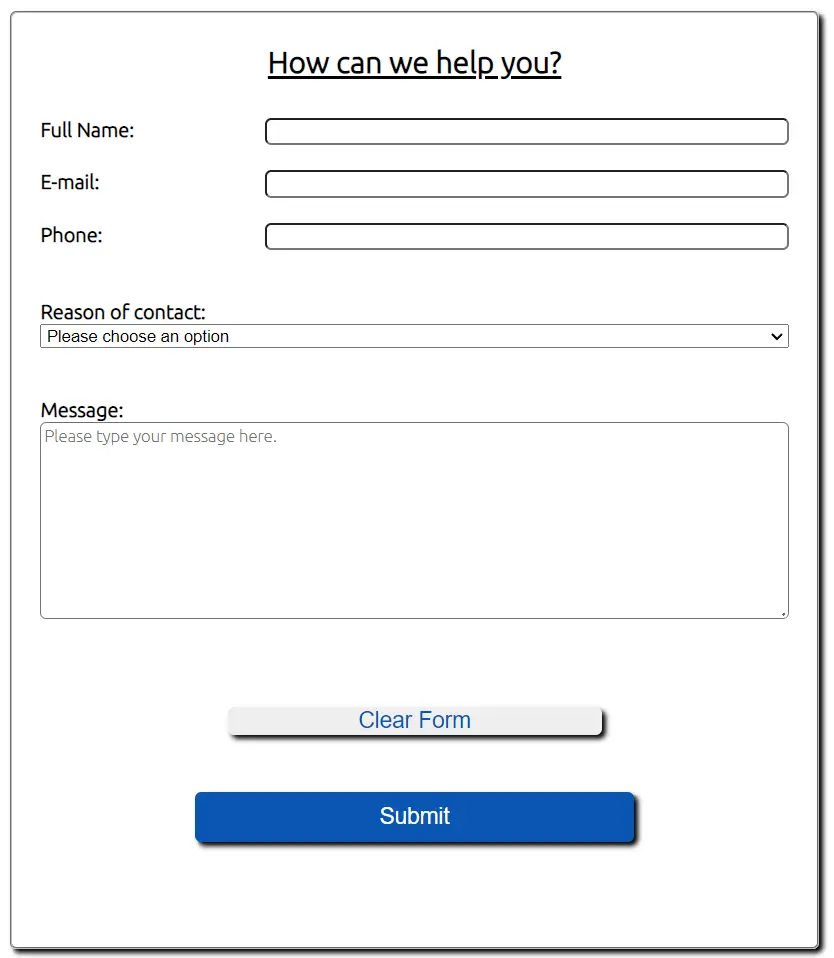 How can we help you?
Full Name:
E-mail:
Phone:
Reason of contact:
Please choose an option
Message:
Please type your message here.
Clear Form
Submit